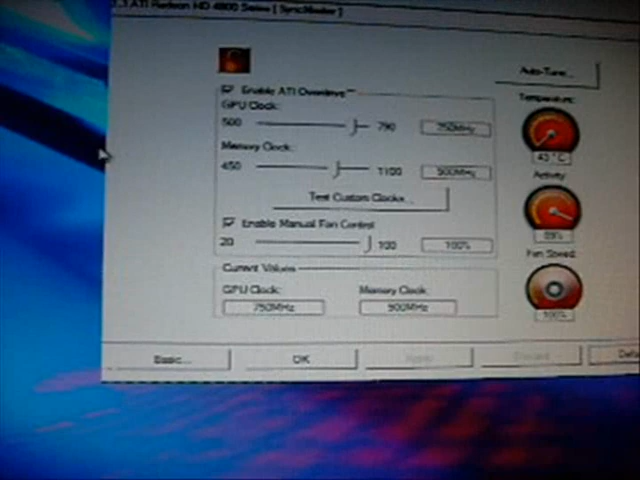 1.) ATI Radeon HD 4800 Series [ SyncMaster ]
Auto-Tune...
Enable ATI Overdrive™
GPU Clock:
500 790 750MHz
Memory Clock:
450 1100 900MHz
Test Custom Clocks...
Enable Manual Fan Control
20 100 100%
Temperature:
43 °C
Activity
Fan Speed:
100%
Current Values
GPU Clock: Memory Clock:
750MHz 900MHz
Basic... OK Apply Discard Defa